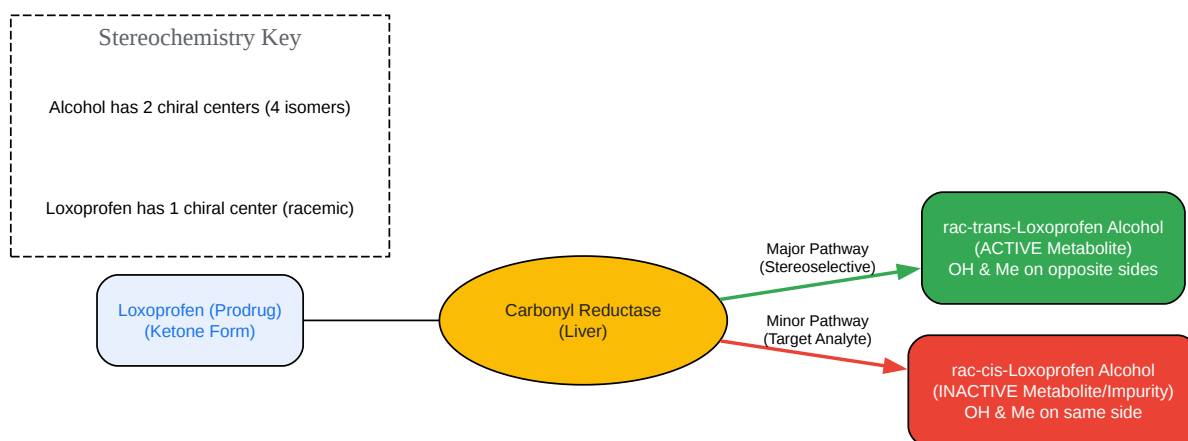 Stereochemistry Key
Alcohol has 2 chiral centers (4 isomers)
Loxoprofen has 1 chiral center (racemic)
Loxoprofen (Prodrug)
(Ketone Form)
Carbonyl Reductase
(Liver)
Major Pathway
(Stereoselective)
Minor Pathway
(Target Analyte)
rac-trans-Loxoprofen Alcohol
(ACTIVE Metabolite)
OH & Me on opposite sides
rac-cis-Loxoprofen Alcohol
(INACTIVE Metabolite/Impurity)
OH & Me on same side